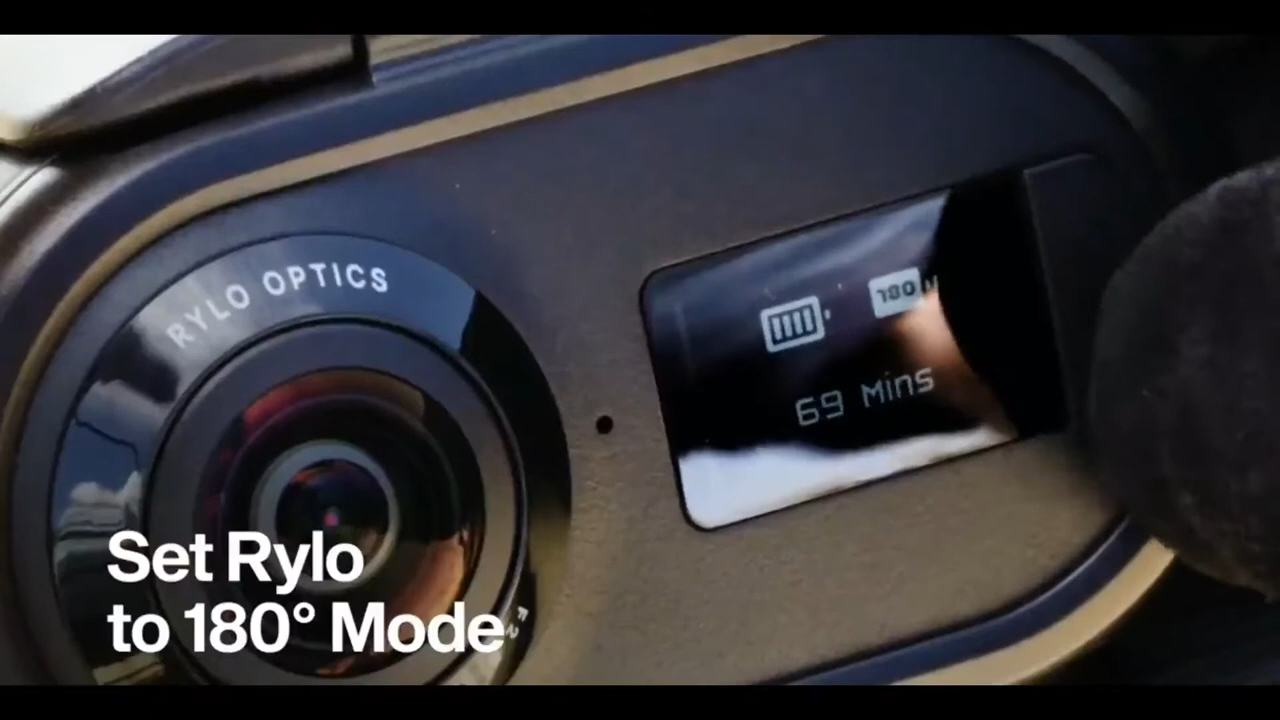 RYLO OPTICS
180
69 Mins
Set Rylo
to 180° Mode